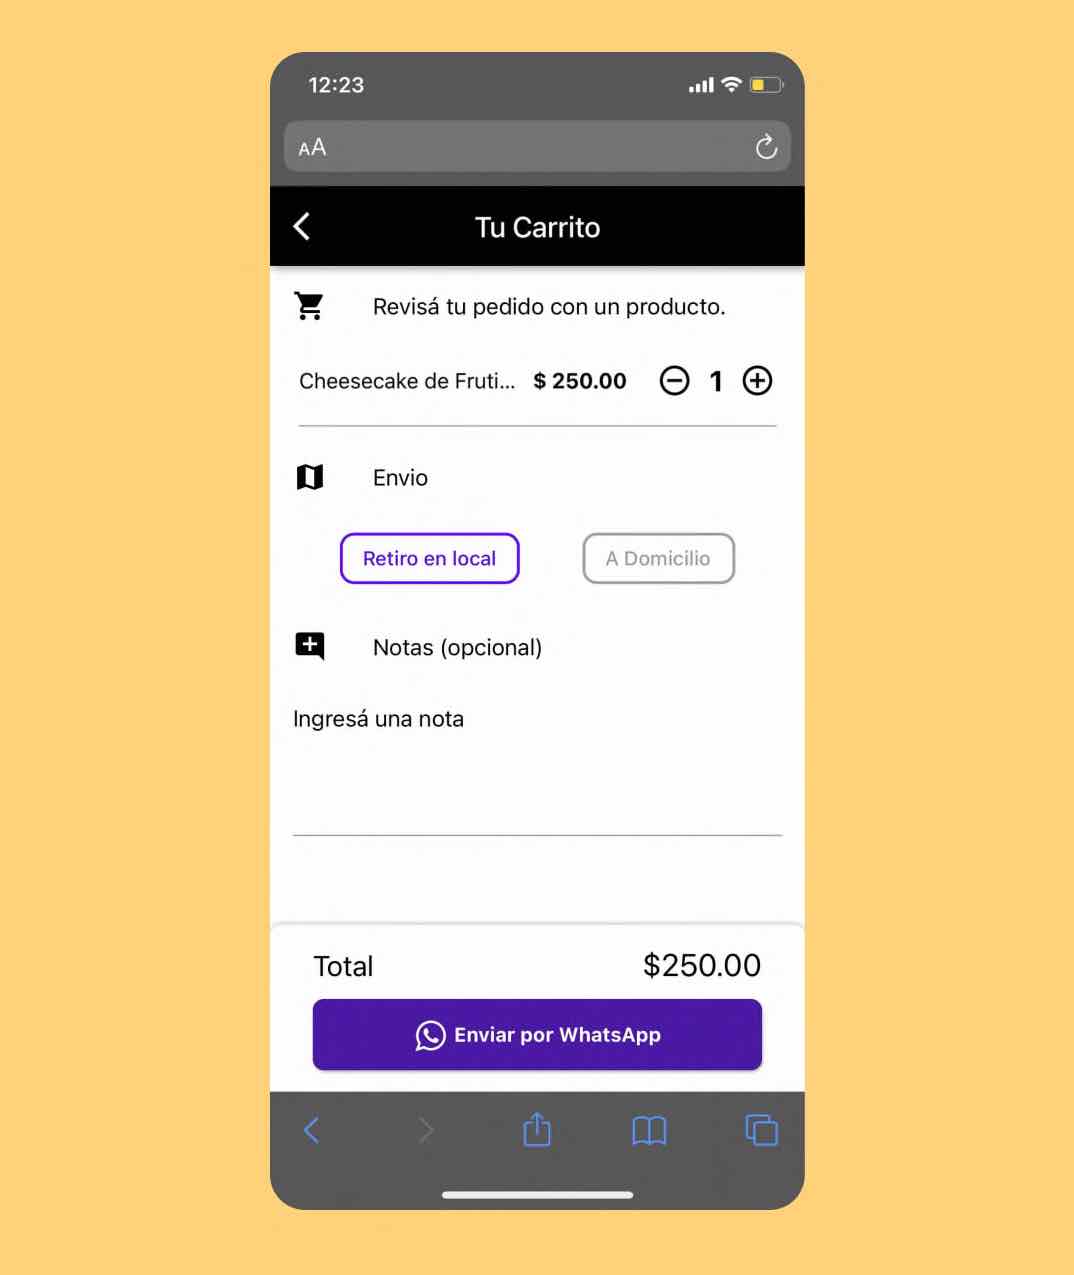 12:23
AA
Tu Carrito
Revisá tu pedido con un producto.
Cheesecake de Fruti... $ 250.00 1
Envio
Retiro en local A Domicilio
Notas (opcional)
Ingresá una nota
Total $250.00
Enviar por WhatsApp